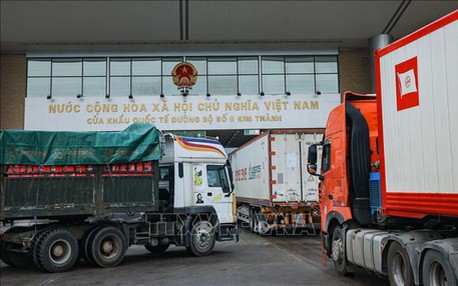 NƯỚC CỘNG HÒA XÃ HỘI CHỦ NGHĨA VIỆT NAM
CỬA KHẨU QUỐC TẾ ĐƯỜNG BỘ SỐ II KIM THÀNH